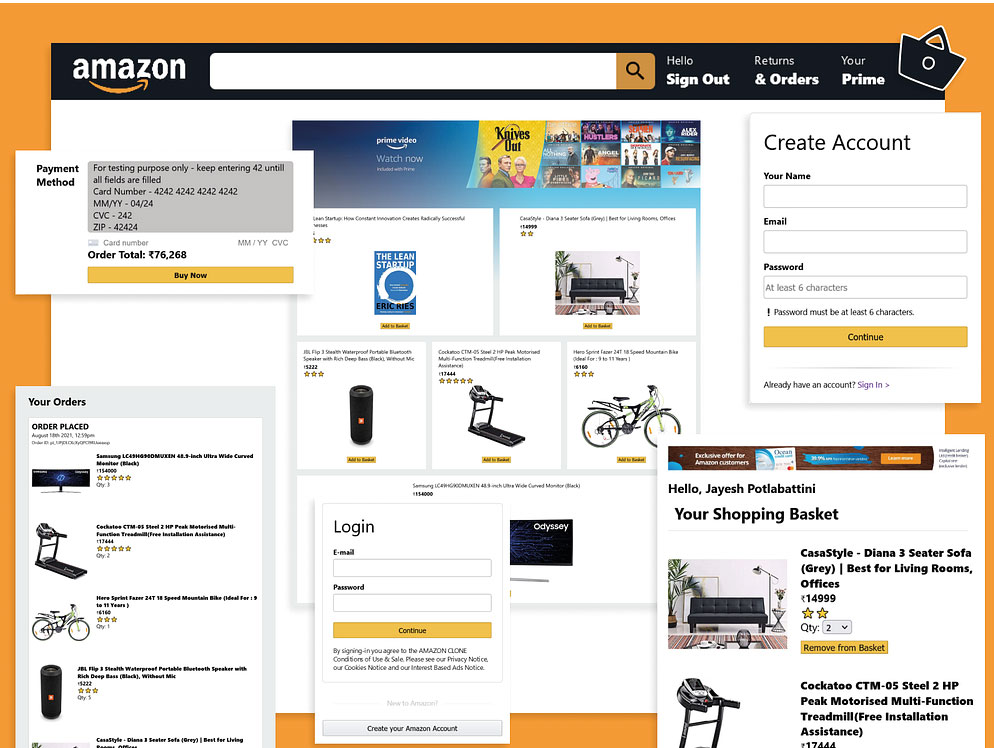 amazon
Hello
Sign Out
Returns
& Orders
Your
Prime
Payment
Method
For testing purpose only - keep entering 42 untill
all fields are filled
Card Number - 4242 4242 4242 4242
MM/YY - 04/24
CVC - 242
ZIP - 42424
Card number
MM / YY CVC
Order Total: ₹76,268
Buy Now
prime video
Watch now
Included with Prime
Knives
Out
HUSTLERS
ALEX
RIDER
ANGEL
Lean Startup: How Constant Innovation Creates Radically Successful
THE LEAN
STARTUP
ERIC RIES
Add to Basket
CasaStyle - Diana 3 Seater Sofa (Grey) | Best for Living Rooms, Offices
₹14999
Add to Basket
JBL Flip 3 Stealth Waterproof Portable Bluetooth
Speaker with Rich Deep Bass (Black), Without Mic
₹5222
Add to Basket
Cockatoo CTM-05 Steel 2 HP Peak Motorised
Multi-Function Treadmill(Free Installation
Assistance)
₹17444
Add to Basket
Hero Sprint Fazer 24T 18 Speed Mountain Bike
(Ideal For : 9 to 11 Years )
₹6160
Add to Basket
Samsung LC49HG90DMUXEN 48.9-inch Ultra Wide Curved Monitor (Black)
₹154000
Odyssey
Create Account
Your Name
Email
Password
At least 6 characters
! Password must be at least 6 characters.
Continue
Already have an account? Sign In >
Your Orders
ORDER PLACED
August 18th 2021, 12:59pm
Samsung LC49HG90DMUXEN 48.9-inch Ultra Wide Curved
Monitor (Black)
₹154000
Qty: 3
Cockatoo CTM-05 Steel 2 HP Peak Motorised Multi-
Function Treadmill(Free Installation Assistance)
₹17444
Qty: 2
Hero Sprint Fazer 24T 18 Speed Mountain Bike (Ideal For : 9
to 11 Years )
₹6160
Qty: 1
JBL Flip 3 Stealth Waterproof Portable Bluetooth Speaker with
Rich Deep Bass (Black), Without Mic
₹5222
Qty: 5
CasaStyle - Diana 3 Seater Sofa (Grey) | Best for Living
Rooms, Offices
Login
E-mail
Password
Continue
By signing-in you agree to the AMAZON CLONE
Conditions of Use & Sale. Please see our Privacy Notice,
our Cookies Notice and our Interest Based Ads Notice.
New to Amazon?
Create your Amazon Account
Exclusive offer for
Amazon customers
Ocean
Learn more
Hello, Jayesh Potlabattini
Your Shopping Basket
CasaStyle - Diana 3 Seater Sofa
(Grey) | Best for Living Rooms,
Offices
₹14999
Qty: 2
Remove from Basket
Cockatoo CTM-05 Steel 2 HP
Peak Motorised Multi-Function
Treadmill(Free Installation
Assistance)
₹17444